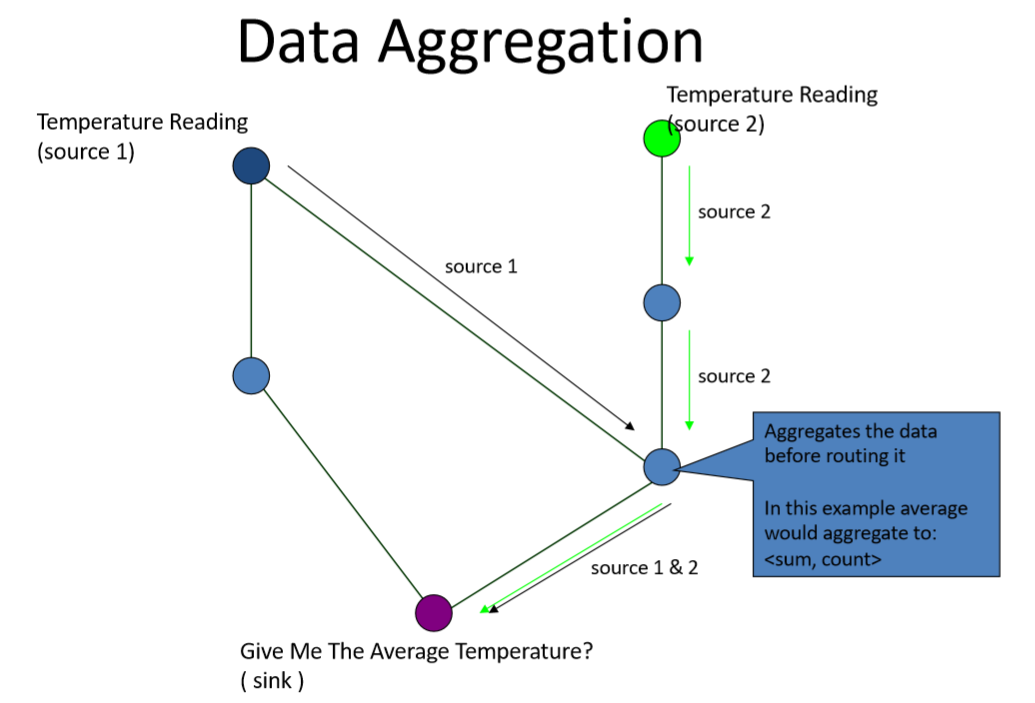 Data Aggregation
Temperature Reading
(source 1)
Temperature Reading
(source 2)
source 2
source 1
source 2
Aggregates the data
before routing it
In this example average
would aggregate to:
<sum, count>
source 1 & 2
Give Me The Average Temperature?
( sink )